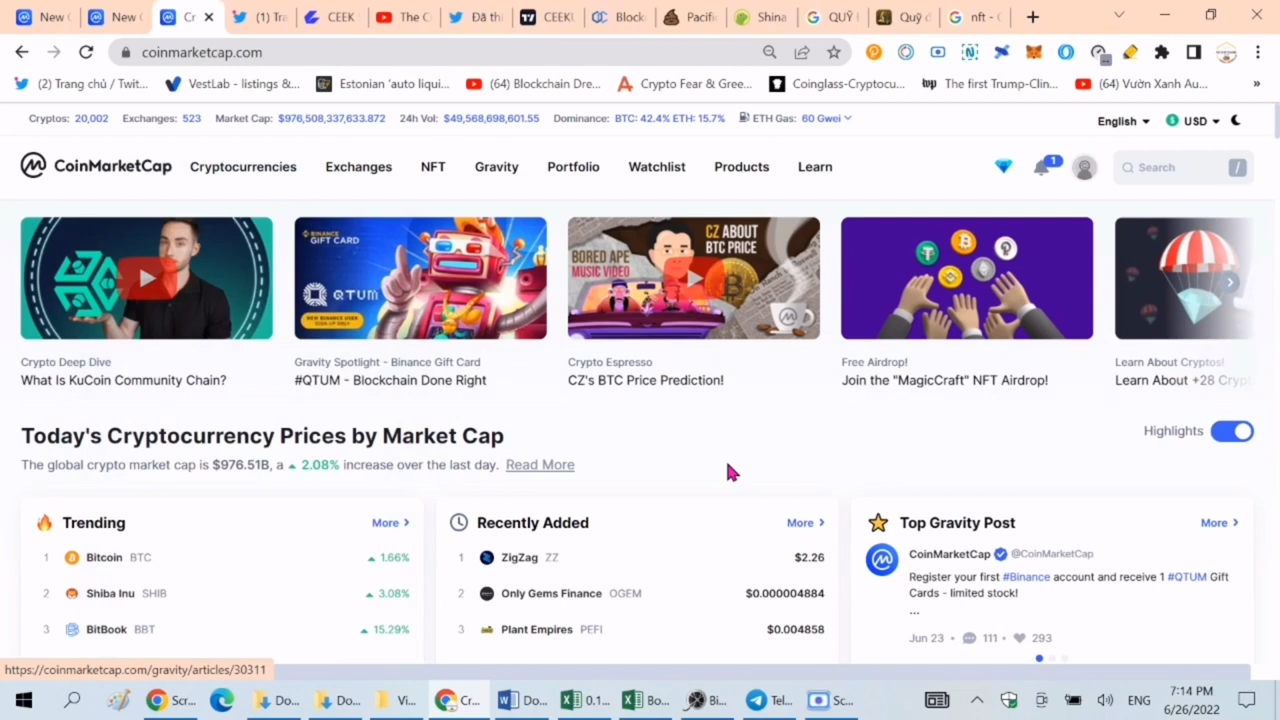 New (
New (
Cr
(1) Tra
CEEK
The C
Đã th
CEEKU
Block
Pacifi
Shina
QUỸ
Quỹ
nft - C
coinmarketcap.com
(2) Trang chủ / Twit...
VestLab - listings &...
Estonian 'auto liqui...
(64) Blockchain Dre...
Crypto Fear & Gree...
Coinglass-Cryptocu...
The first Trump-Clin...
(64) Vườn Xanh Au...
Cryptos: 20,002 Exchanges: 523 Market Cap: $976,508,337,633.872 24h Vol: $49,568,698,601.55 Dominance: BTC: 42.4% ETH: 15.7% ETH Gas: 60 Gwei
English USD
CoinMarketCap Cryptocurrencies Exchanges NFT Gravity Portfolio Watchlist Products Learn
1
Search /
BINANCE
GIFT CARD
QTUM
NEW BINANCE USER
SIGN UP ONLY
BORED APE
MUSIC VIDEO
CZ ABOUT
BTC PRICE
Crypto Deep Dive
What Is KuCoin Community Chain?
Gravity Spotlight - Binance Gift Card
#QTUM - Blockchain Done Right
Crypto Espresso
CZ's BTC Price Prediction!
Free Airdrop!
Join the "MagicCraft" NFT Airdrop!
Learn About Cryptos!
Learn About +28 Cryp
Today's Cryptocurrency Prices by Market Cap
Highlights
The global crypto market cap is $976.51B, a 2.08% increase over the last day. Read More
Trending More
1 Bitcoin BTC 1.66%
2 Shiba Inu SHIB 3.08%
3 BitBook BBT 15.29%
Recently Added More
1 ZigZag ZZ $2.26
2 Only Gems Finance OGEM $0.000004884
3 Plant Empires PEFI $0.004858
Top Gravity Post More
CoinMarketCap @CoinMarketCap
Register your first #Binance account and receive 1 #QTUM Gift
Cards - limited stock!
...
Jun 23 • 111 • 293
https://coinmarketcap.com/gravity/articles/30311
Scr...
Do...
Do...
Vi...
Cr...
Do...
0.1...
Bo...
Bi...
Tel...
Sc...
ENG
7:14 PM
6/26/2022